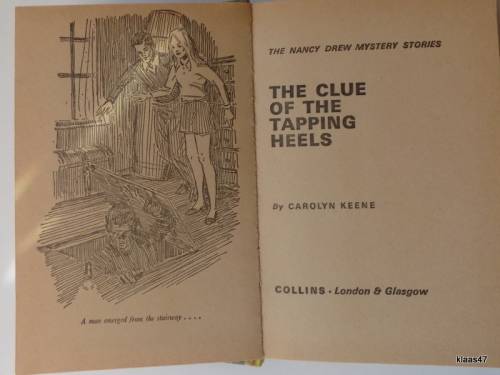 A man emerged from the stairway . . . .
THE NANCY DREW MYSTERY STORIES
THE CLUE
OF THE
TAPPING
HEELS
By CAROLYN KEENE
COLLINS · London & Glasgow
klaas47